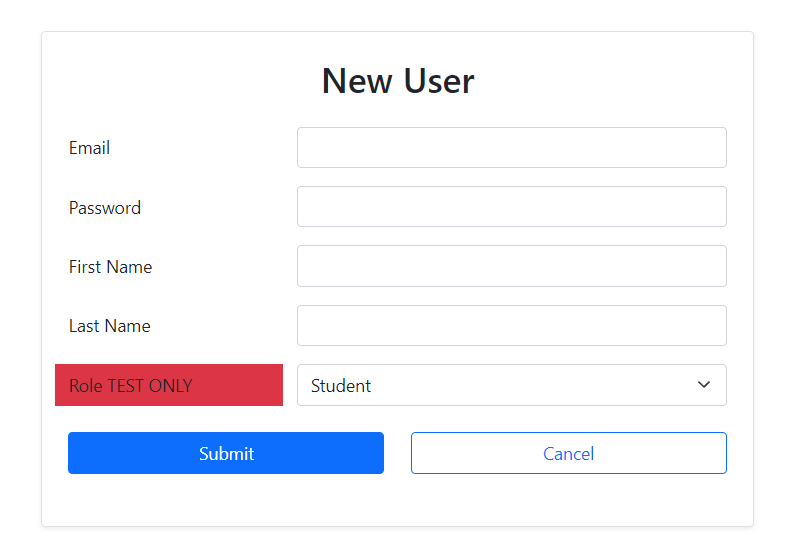 New User
Email
Password
First Name
Last Name
Role TEST ONLY
Student
Submit
Cancel